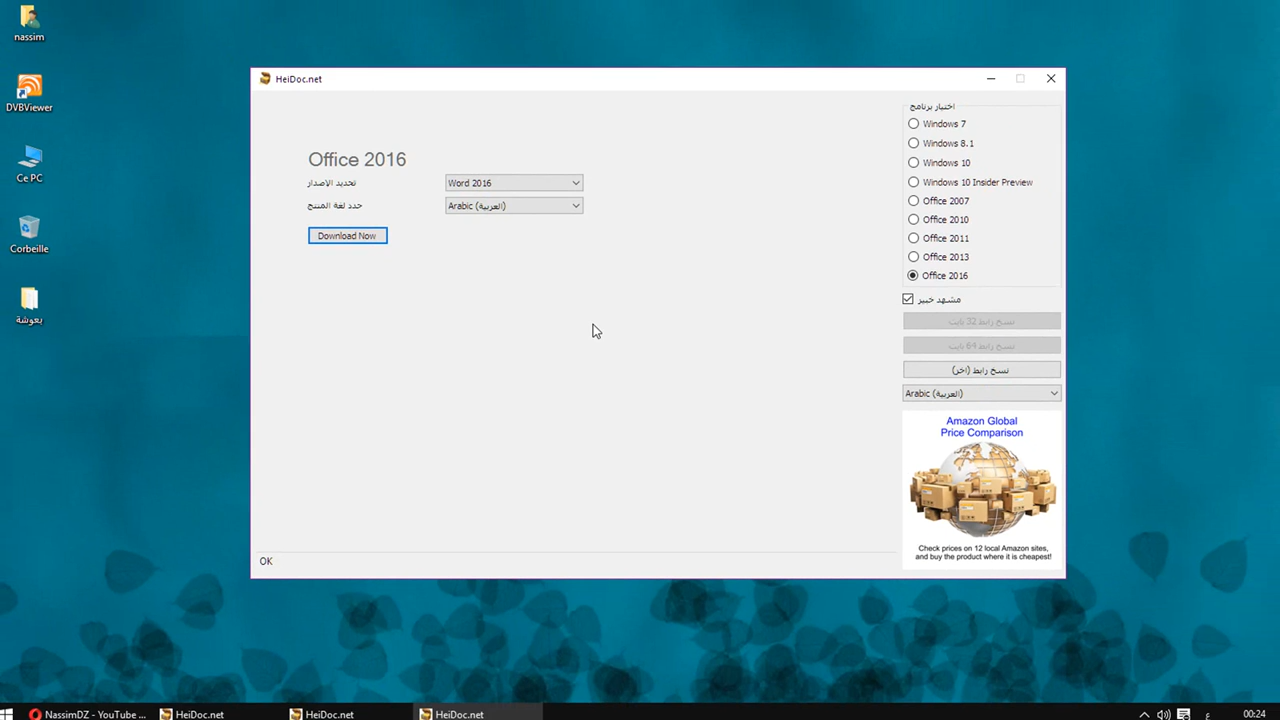 nassim
DVBViewer
Ce PC
Corbeille
بعوشة
HeiDoc.net
Office 2016
تحديد الاصدار
Word 2016
حدد لغة المنتج
Arabic (العربية)
Download Now
OK
اختيار برنامج
Windows 7
Windows 8.1
Windows 10
Windows 10 Insider Preview
Office 2007
Office 2010
Office 2011
Office 2013
Office 2016
مشهد خبير
نسخ رابط 32 بايت
نسخ رابط 64 بايت
نسخ رابط (اخر)
Arabic (العربية)
Amazon Global
Price Comparison
Check prices on 12 local Amazon sites,
and buy the product where it is cheapest!
NassimDZ - YouTube ...
HeiDoc.net
HeiDoc.net
HeiDoc.net
ع
00:24